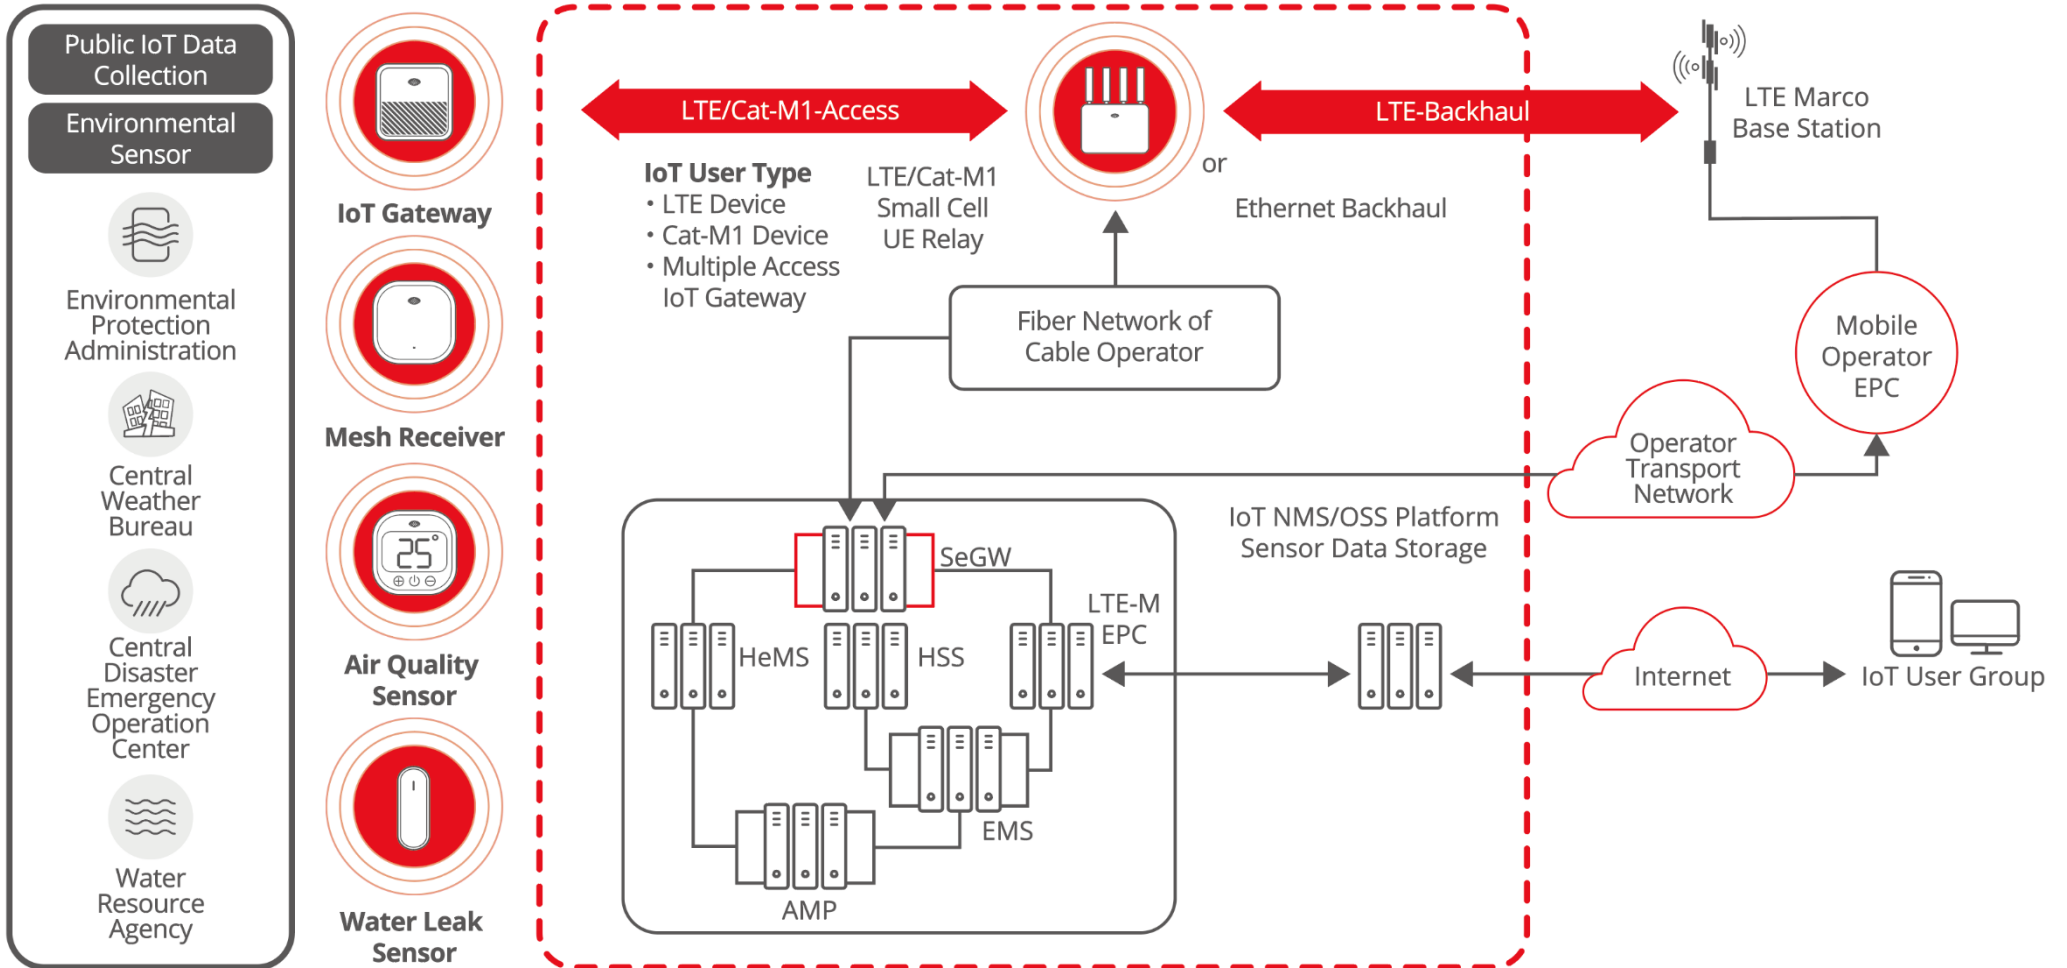 Public IoT Data
Collection
Environmental
Sensor
Environmental
Protection
Administration
Central
Weather
Bureau
Central
Disaster
Emergency
Operation
Center
Water
Resource
Agency
IoT Gateway
Mesh Receiver
25°
Air Quality
Sensor
Water Leak
Sensor
LTE/Cat-M1-Access
IoT User Type
• LTE Device
• Cat-M1 Device
• Multiple Access
IoT Gateway
LTE/Cat-M1
Small Cell
UE Relay
or
LTE-Backhaul
Ethernet Backhaul
LTE Marco
Base Station
Fiber Network of
Cable Operator
Mobile
Operator
EPC
Operator
Transport
Network
IoT NMS/OSS Platform
Sensor Data Storage
SeGW
LTE-M
EPC
HeMS
HSS
EMS
AMP
Internet
IoT User Group